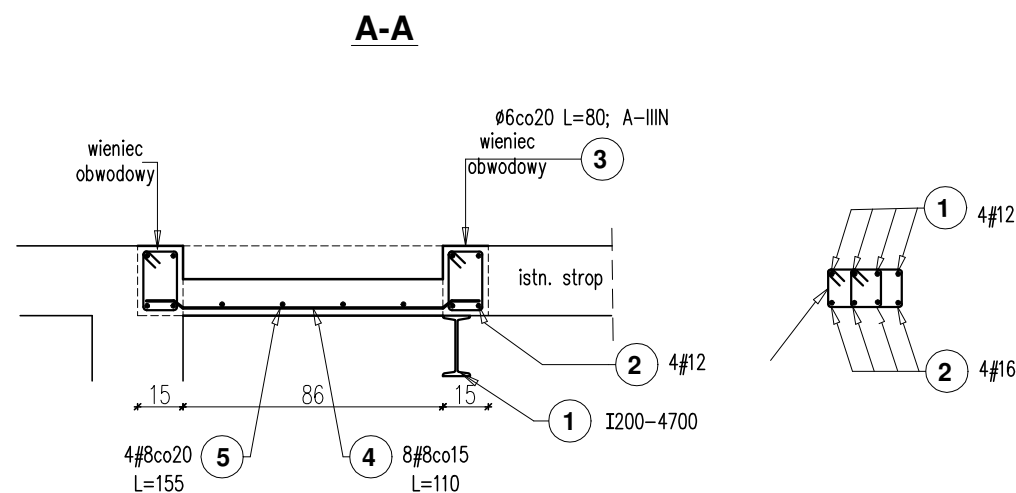 A-A
ø6co20 L=80; A-IIIN
wieniec
obwodowy
wieniec
obwodowy
3
1
4#12
istn. strop
2
4#12
2
4#16
15
86
15
1
I200-4700
4#8co20
L=155
5
4
8#8co15
L=110